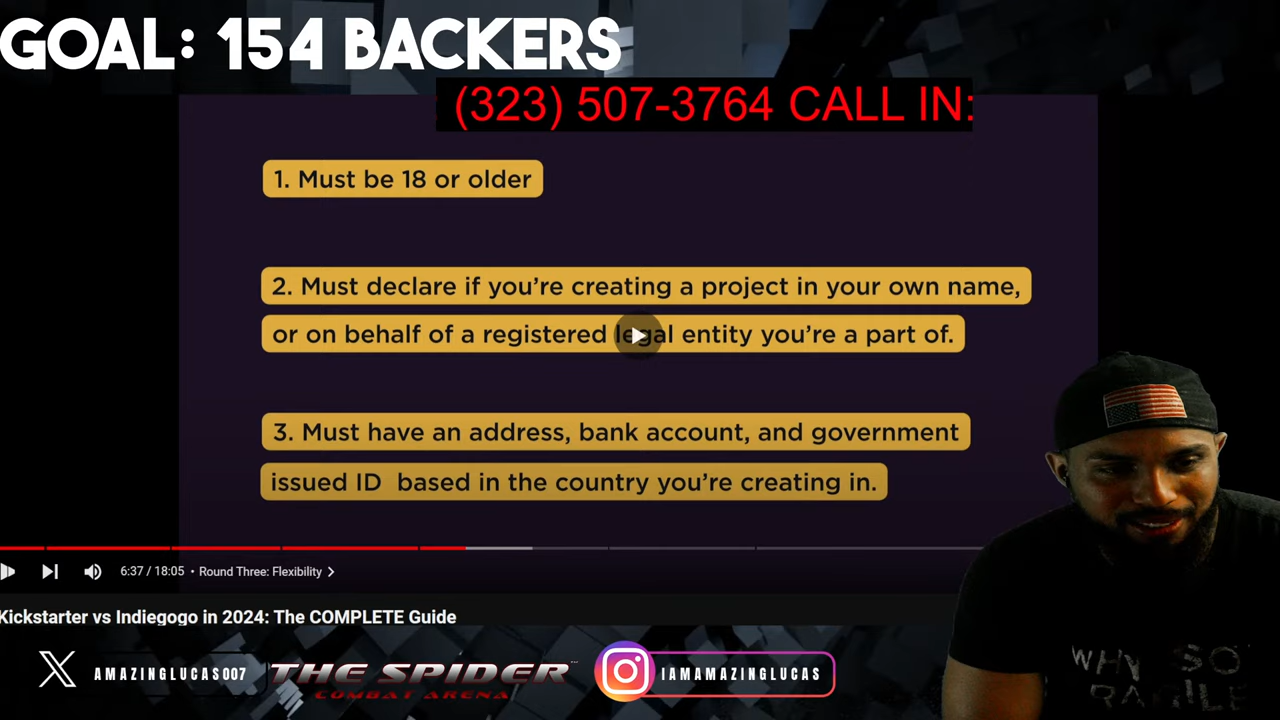 GOAL: 154 BACKERS
(323) 507-3764 CALL IN:
1. Must be 18 or older
2. Must declare if you’re creating a project in your own name,
or on behalf of a registered legal entity you’re a part of.
3. Must have an address, bank account, and government
issued ID based in the country you’re creating in.
6:37 / 18:05 • Round Three: Flexibility
Kickstarter vs Indiegogo in 2024: The COMPLETE Guide
AMAZINGLUCAS007
THE SPIDER
COMBAT ARENA
IAMAMAZINGLUCAS
WHY SO